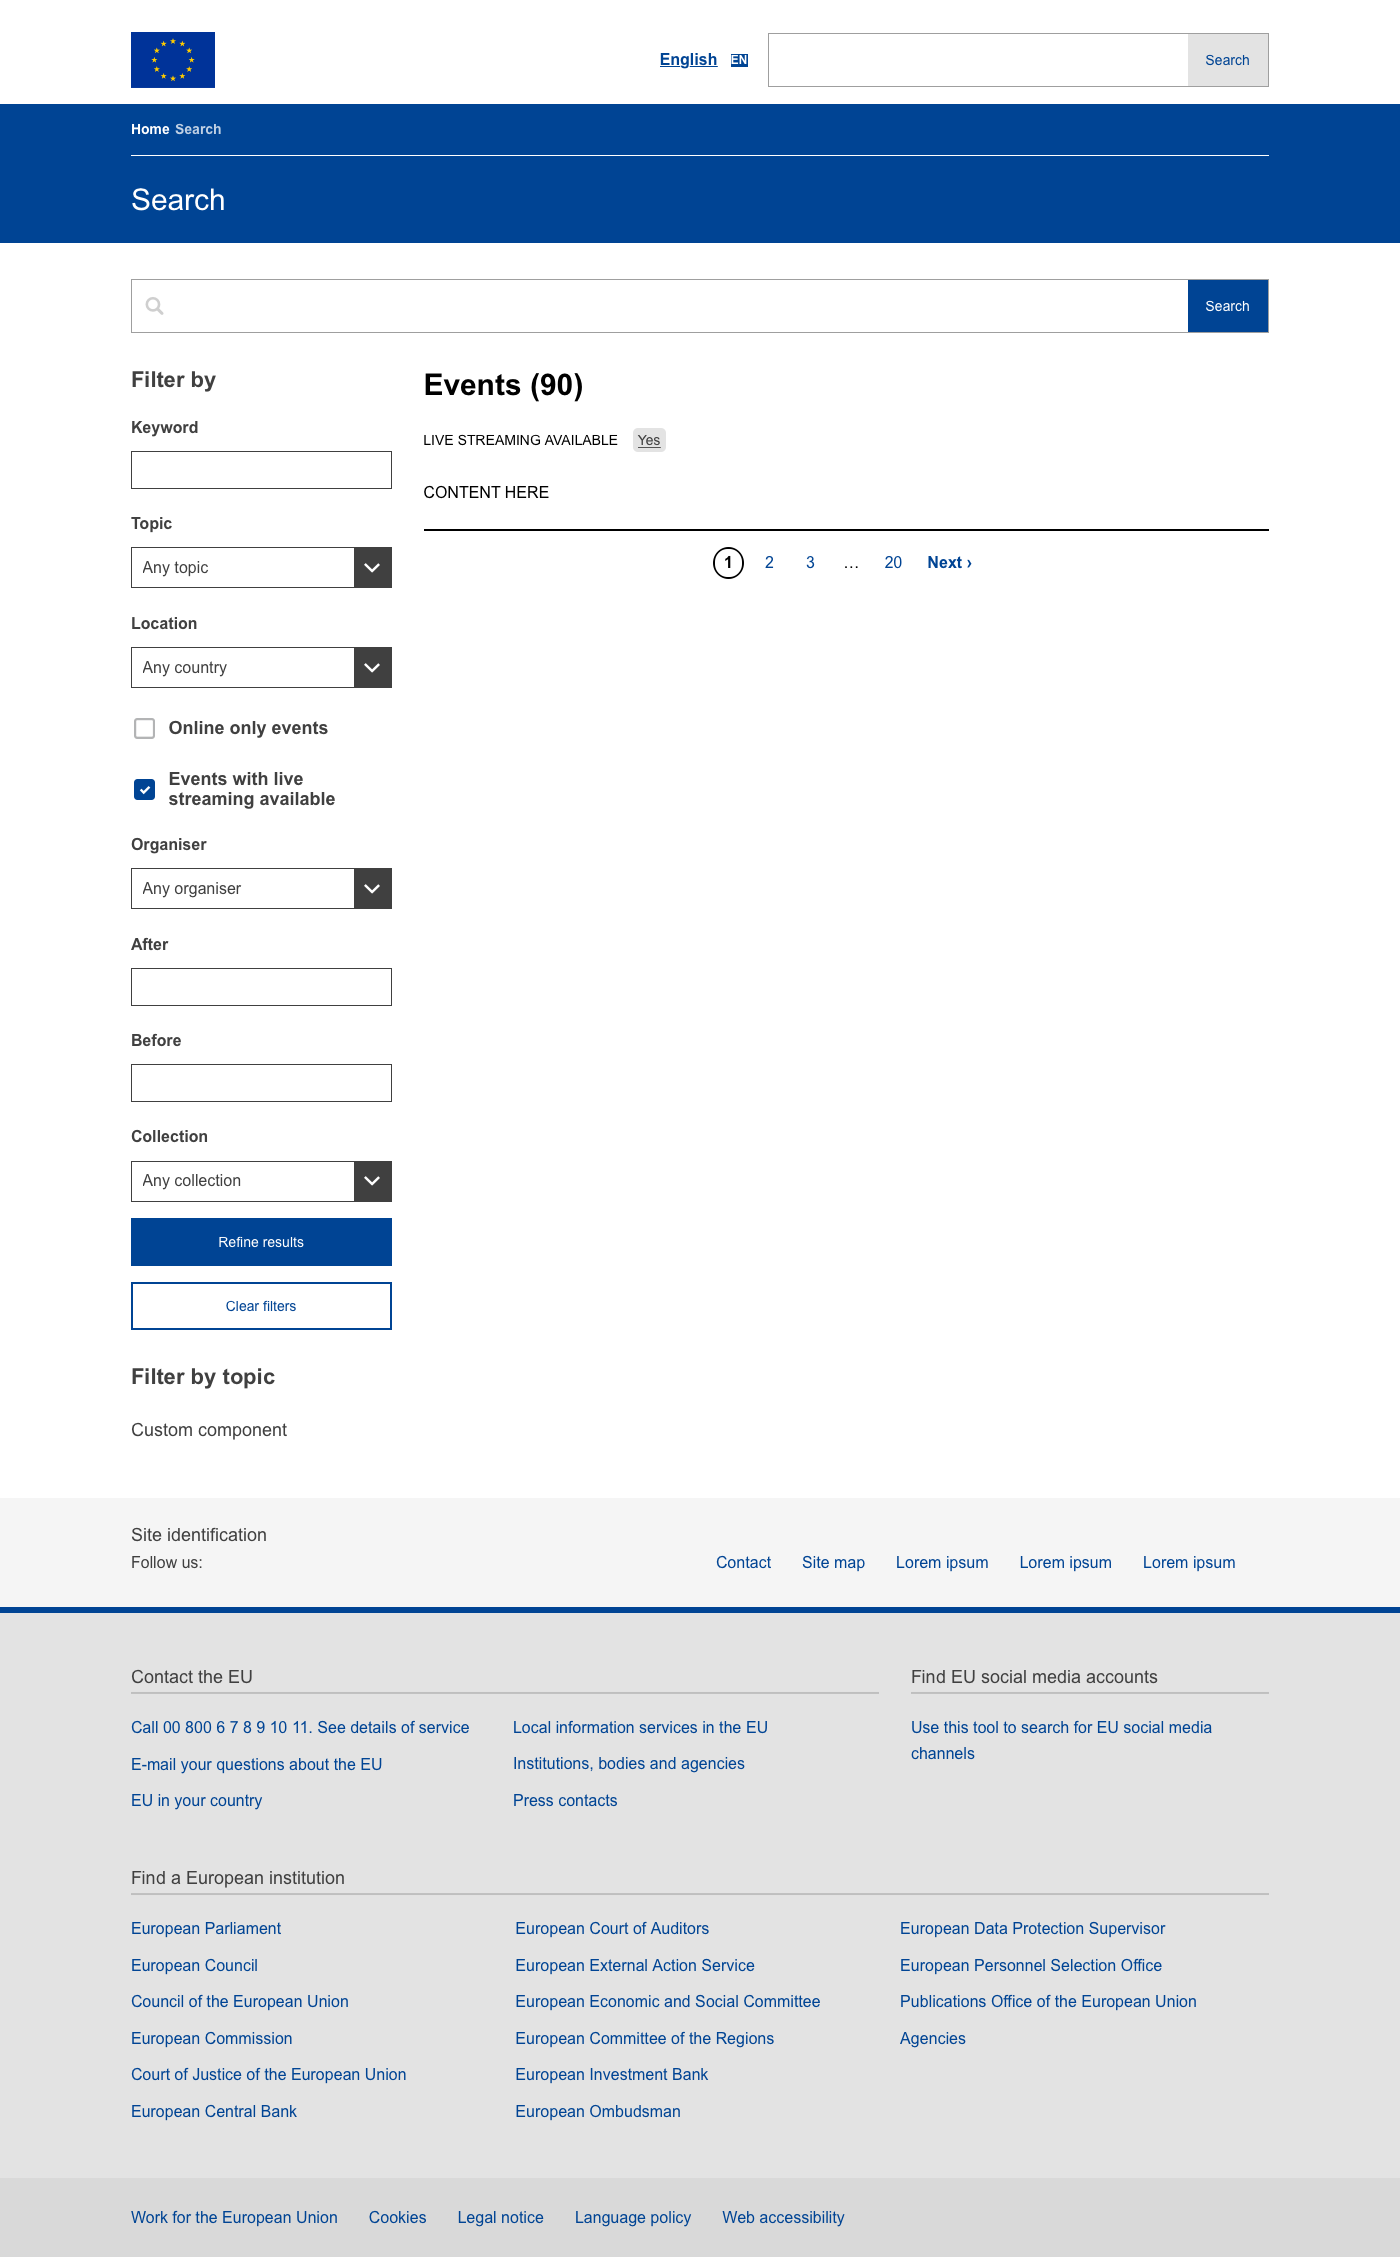 English EN
Search
Home Search
Search
Search
Filter by
Keyword
Topic
Any topic
Location
Any country
Online only events
Events with live
streaming available
Organiser
Any organiser
After
Before
Collection
Any collection
Refine results
Clear filters
Filter by topic
Custom component
Events (90)
LIVE STREAMING AVAILABLE Yes
CONTENT HERE
1 2 3 … 20 Next ›
Site identification
Follow us:
Contact Site map Lorem ipsum Lorem ipsum Lorem ipsum
Contact the EU
Call 00 800 6 7 8 9 10 11. See details of service
E-mail your questions about the EU
EU in your country
Local information services in the EU
Institutions, bodies and agencies
Press contacts
Find EU social media accounts
Use this tool to search for EU social media
channels
Find a European institution
European Parliament
European Council
Council of the European Union
European Commission
Court of Justice of the European Union
European Central Bank
European Court of Auditors
European External Action Service
European Economic and Social Committee
European Committee of the Regions
European Investment Bank
European Ombudsman
European Data Protection Supervisor
European Personnel Selection Office
Publications Office of the European Union
Agencies
Work for the European Union Cookies Legal notice Language policy Web accessibility